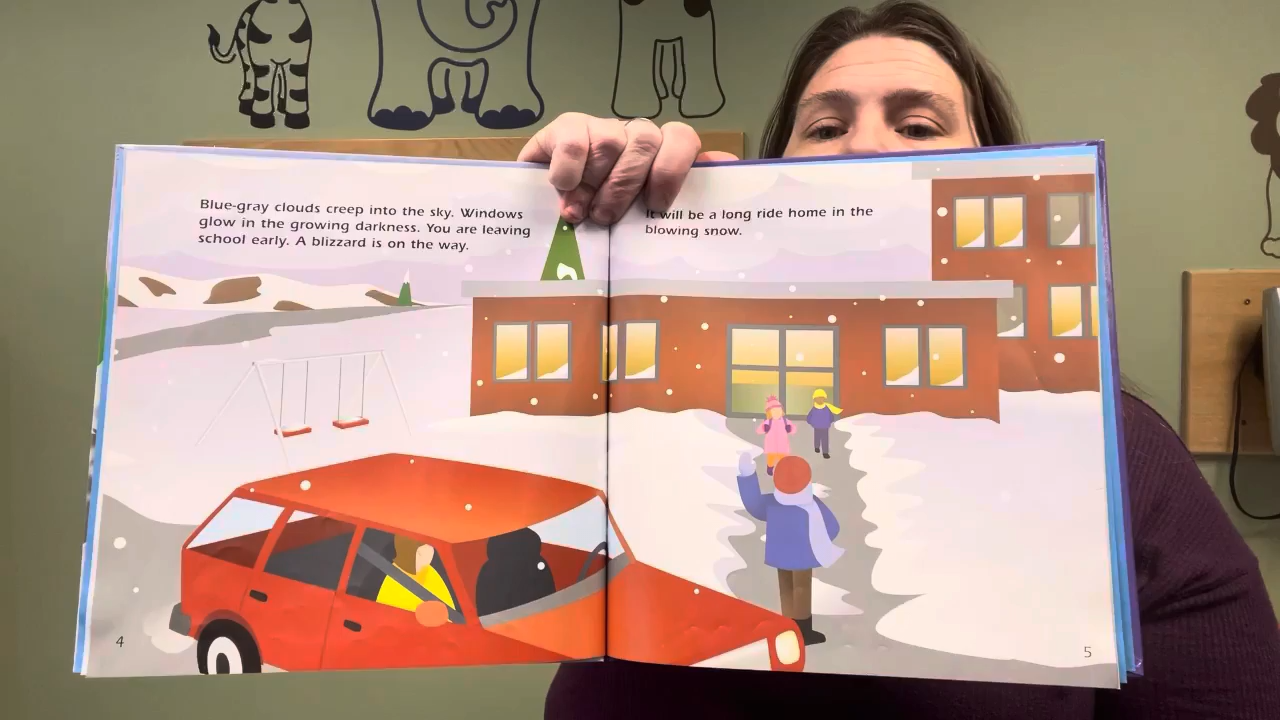 Blue-gray clouds creep into the sky. Windows
glow in the growing darkness. You are leaving
school early. A blizzard is on the way.
It will be a long ride home in the
blowing snow.
4
5